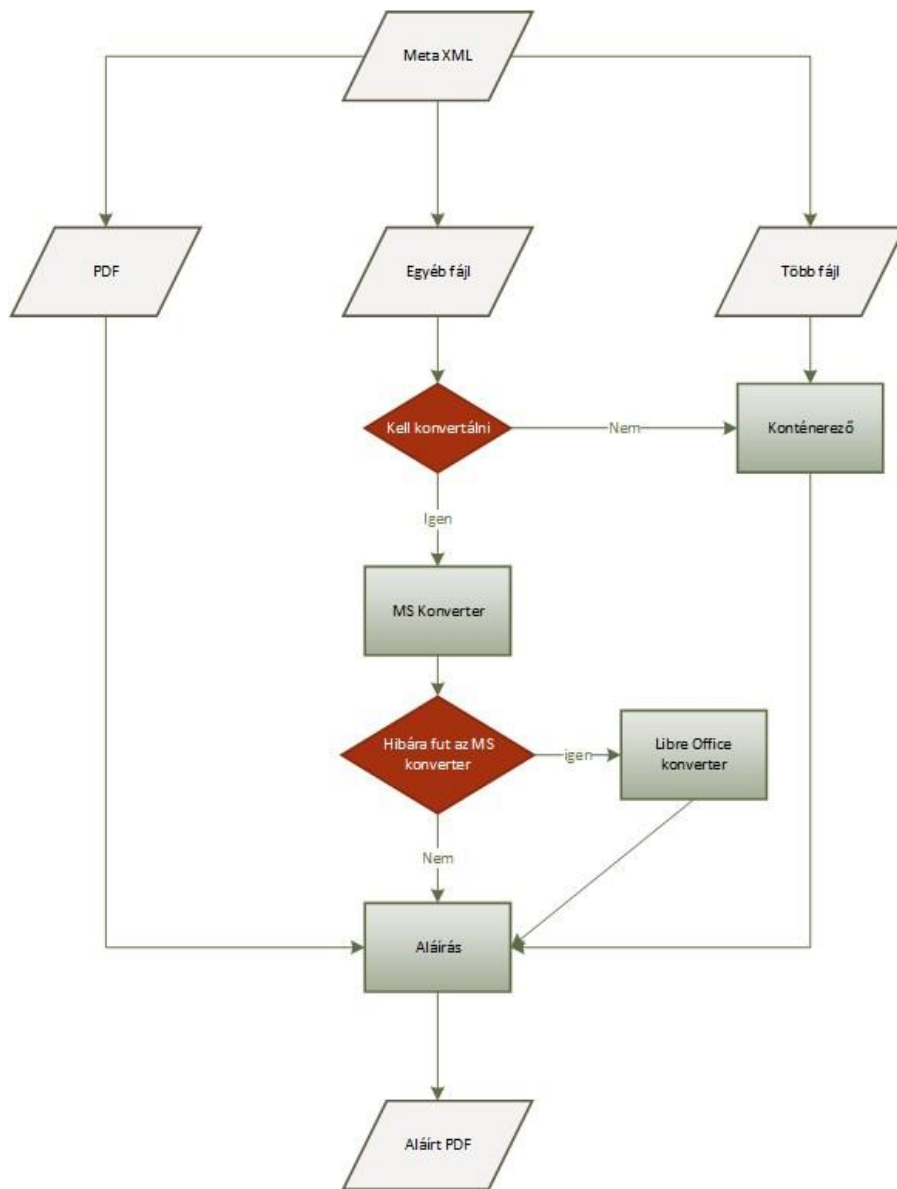 Meta XML
PDF
Egyéb fájl
Több fájl
Kell konvertálni
Nem
Konténerező
Igen
MS Konverter
Hibára fut az MS
konverter
igen
Libre Office
konverter
Nem
Aláírás
Aláírt PDF